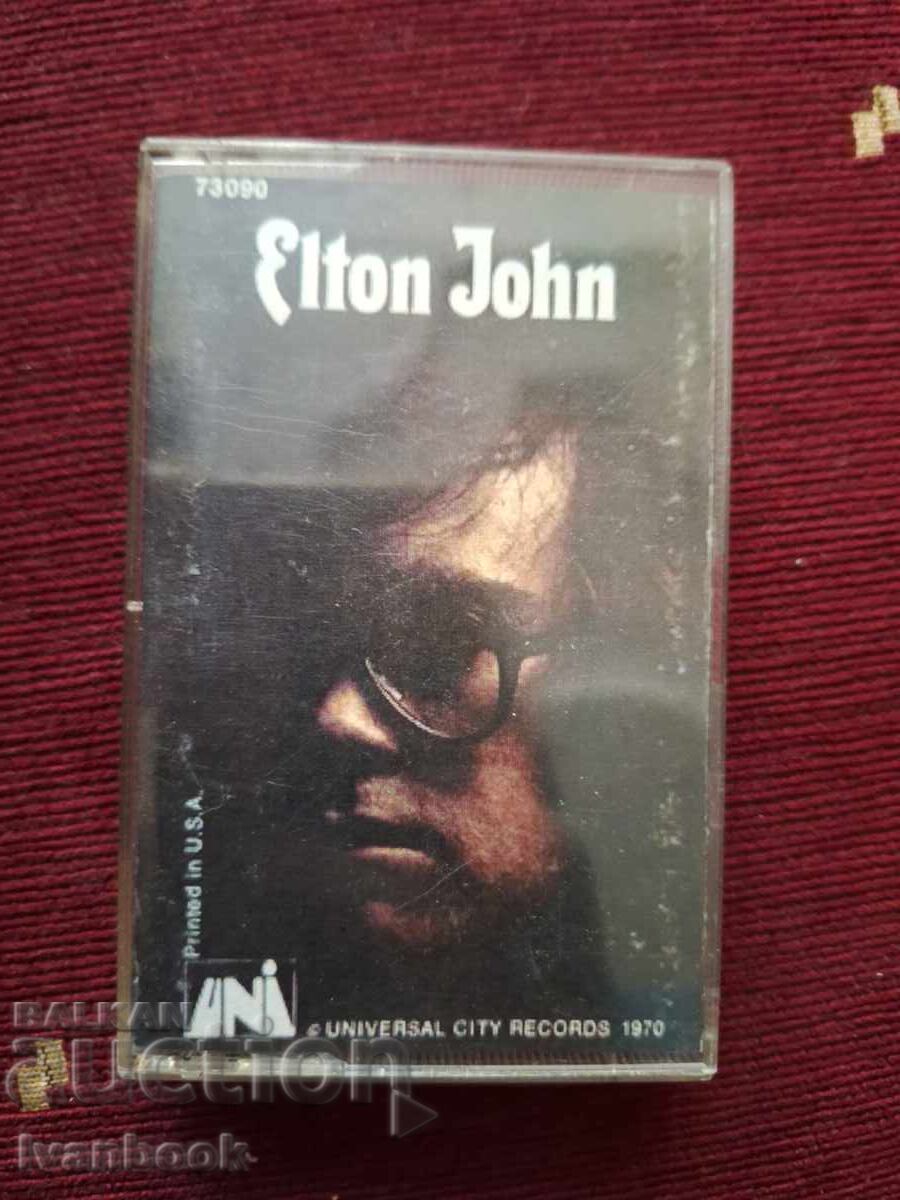 73090
Elton John
Printed in U.S.A.
UNI
© UNIVERSAL CITY RECORDS 1970
BALKAN
auction
Ivanbook